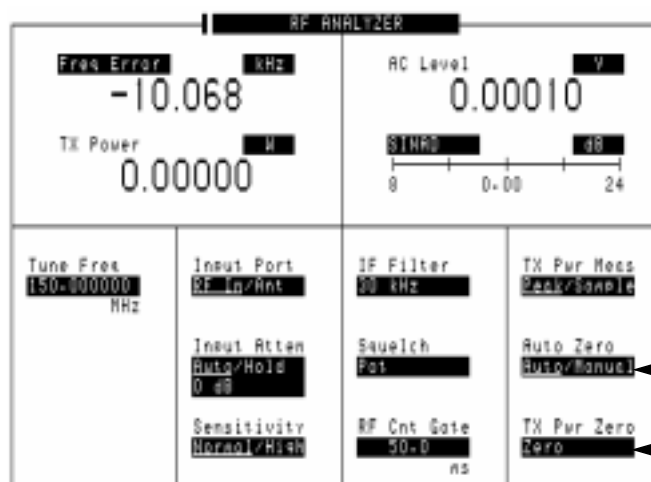 RF ANALYZER
Freq Error kHz
-10.068
TX Power W
0.00000
AC Level V
0.00010
SINAD dB
8 0.00 24
Tune Freq
150.000000
MHz
Input Port
RF In/Ant
Input Atten
Auto/Hold
0 dB
Sensitivity
Normal/High
IF Filter
30 kHz
Squelch
Pot
RF Cnt Gate
50.0
ms
TX Pwr Meas
Peak/Sample
Auto Zero
Auto/Manual
TX Pwr Zero
Zero